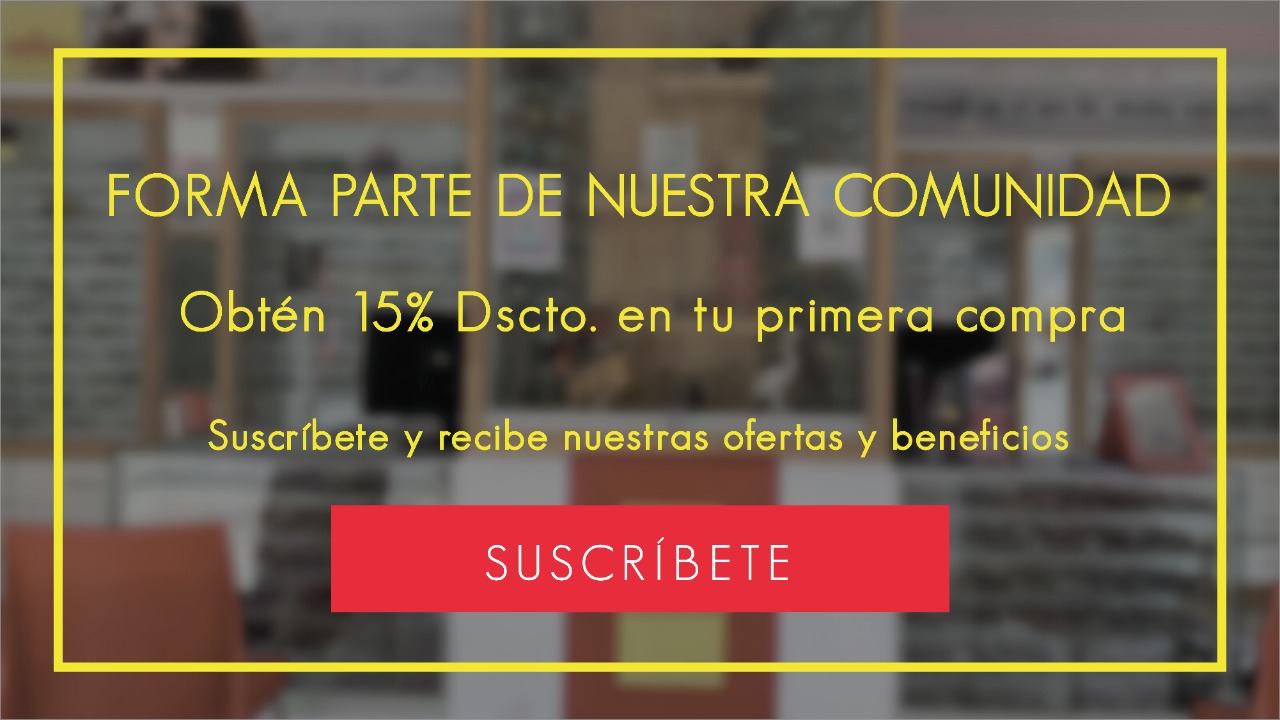 FORMA PARTE DE NUESTRA COMUNIDAD
Obtén 15% Dscto. en tu primera compra
Suscríbete y recibe nuestras ofertas y beneficios
SUSCRÍBETE